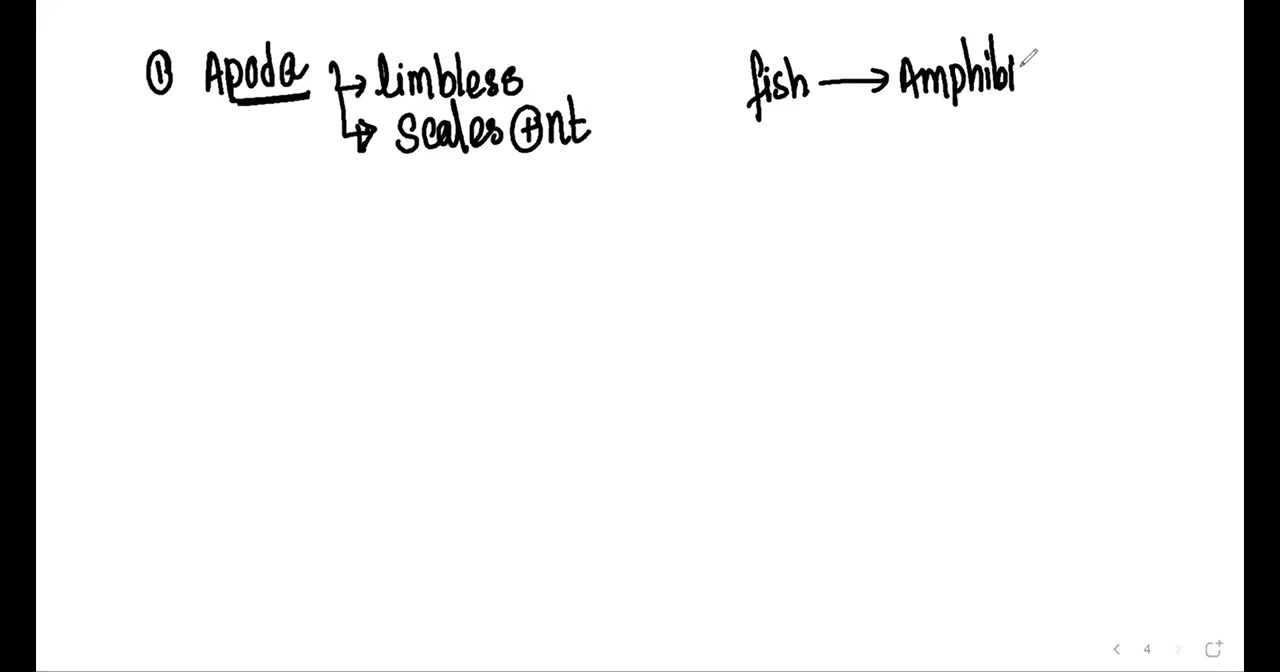 ① Apoda → limbless
→ Scales ⊕nt
fish → Amphibi
4